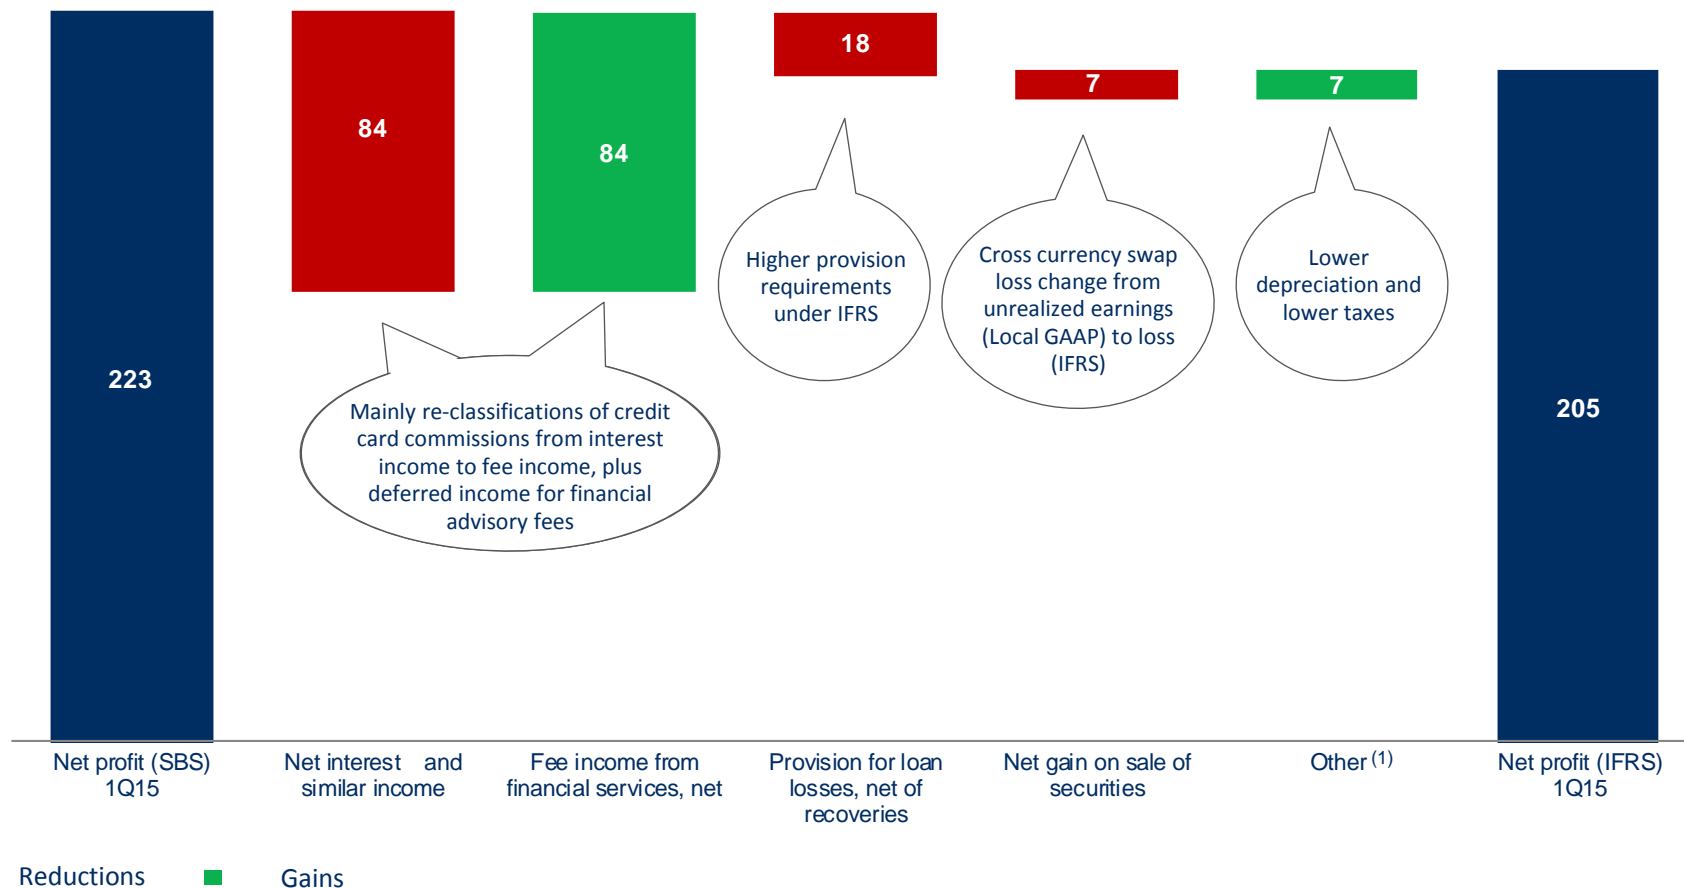 223
84
84
18
7
7
205
Mainly re-classifications of credit
card commissions from interest
income to fee income, plus
deferred income for financial
advisory fees
Higher provision
requirements
under IFRS
Cross currency swap
loss change from
unrealized earnings
(Local GAAP) to loss
(IFRS)
Lower
depreciation and
lower taxes
Net profit (SBS)
1Q15
Net interest and
similar income
Fee income from
financial services, net
Provision for loan
losses, net of
recoveries
Net gain on sale of
securities
Other (1)
Net profit (IFRS)
1Q15
Reductions
Gains